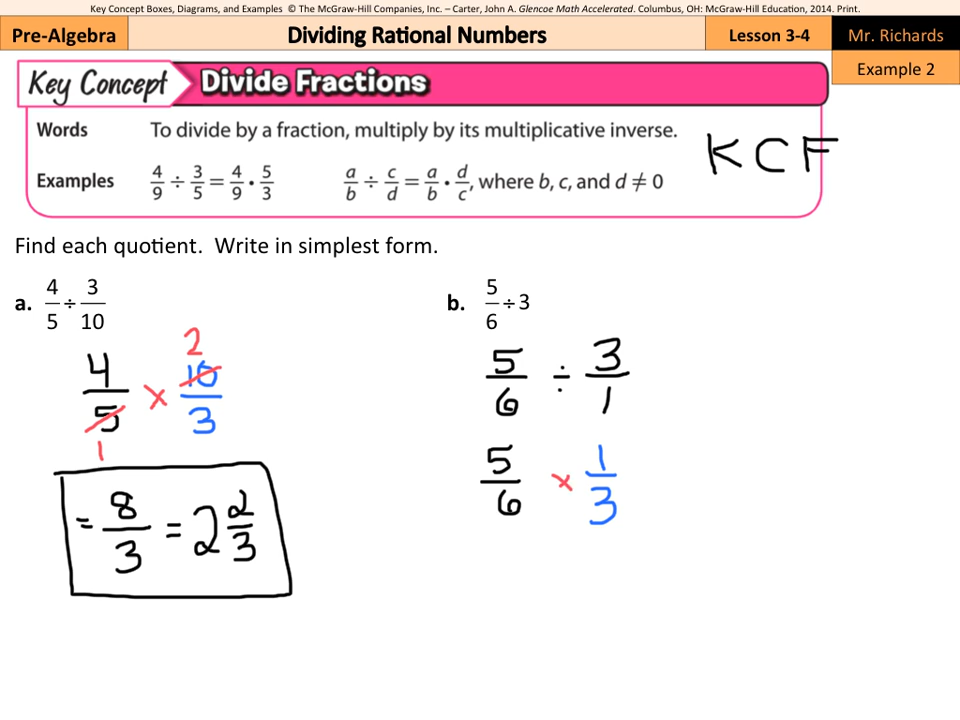 Key Concept Boxes, Diagrams, and Examples © The McGraw-Hill Companies, Inc. – Carter, John A. Glencoe Math Accelerated. Columbus, OH: McGraw-Hill Education, 2014. Print.
Pre-Algebra Dividing Rational Numbers Lesson 3-4 Mr. Richards
Example 2
Key Concept Divide Fractions
Words To divide by a fraction, multiply by its multiplicative inverse.
KCF
Examples 4/9 ÷ 3/5 = 4/9 · 5/3 a/b ÷ c/d = a/b · d/c, where b, c, and d ≠ 0
Find each quotient. Write in simplest form.
a. 4/5 ÷ 3/10
b. 5/6 ÷ 3
2
4/5 × 10/3
1
= 8/3 = 2 2/3
5/6 ÷ 3/1
5/6 × 1/3